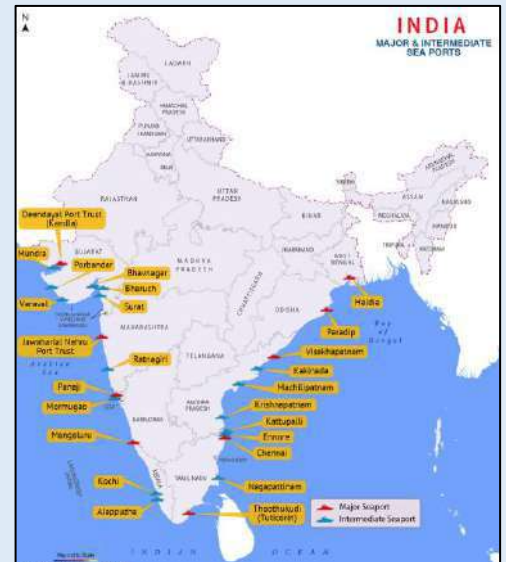 N
INDIA
MAJOR & INTERMEDIATE
SEA PORTS
LADAKH
JAMMU
& KASHMIR
HIMACHAL
PRADESH
PUNJAB
CHANDIGARH
UTTARAKHAND
HARYANA
DELHI
ARUNACHAL
PRADESH
SIKKIM
RAJASTHAN
UTTAR
PRADESH
ASSAM
NAGALAND
MEGHALAYA
MANIPUR
BIHAR
TRIPURA
MIZORAM
Deendayal Port Trust
(Kandla)
GUJARAT
JHARKHAND
WEST
BENGAL
Mundra
Porbander
MADHYA
PRADESH
Bhavnagar
Bharuch
Veraval
Surat
CHHATTISGARH
Haldia
ODISHA
Paradip
MAHARASHTRA
Bay
of
Bengal
Jawaharlal Nehru
Port Trust
Visakhapatnam
Arabian
Sea
TELANGANA
Ratnagiri
Kakinada
Machilipatnam
Panaji
Mormugao
GOA
ANDHRA
PRADESH
Krishnapatnam
KARNATAKA
Kattupalli
Ennore
Mangaluru
Chennai
Kochi
KERALA
TAMIL NADU
Nagapattinam
Alappuzha
Thoothukudi
(Tuticorin)
Major Seaport
Intermediate Seaport
INDIAN OCEAN